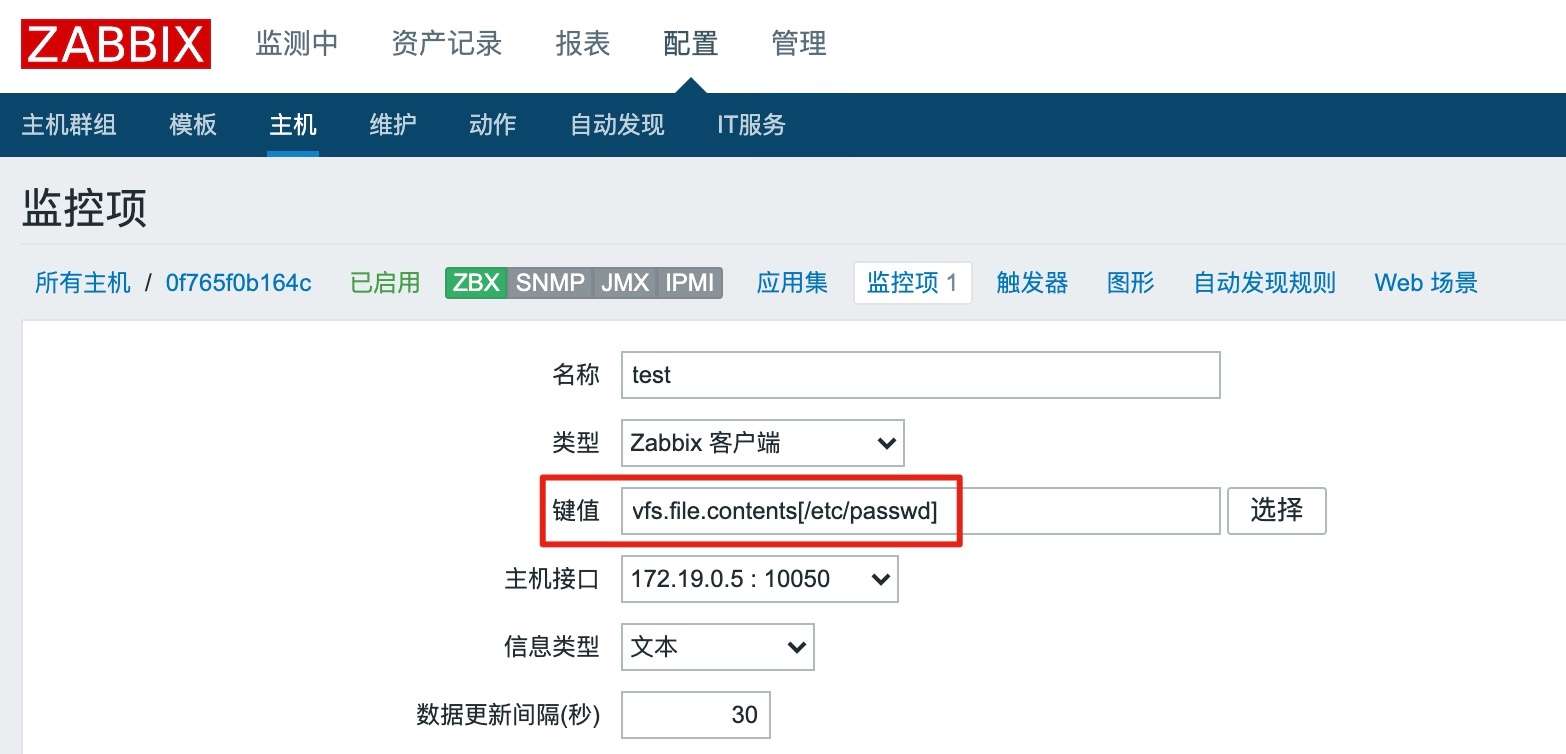 ZABBIX 监测中 资产记录 报表 配置 管理
主机群组 模板 主机 维护 动作 自动发现 IT服务
监控项
所有主机 / 0f765f0b164c 已启用 ZBX SNMP JMX IPMI 应用集 监控项 1 触发器 图形 自动发现规则 Web 场景
名称 test
类型 Zabbix 客户端
键值 vfs.file.contents[/etc/passwd] 选择
主机接口 172.19.0.5 : 10050
信息类型 文本
数据更新间隔(秒) 30